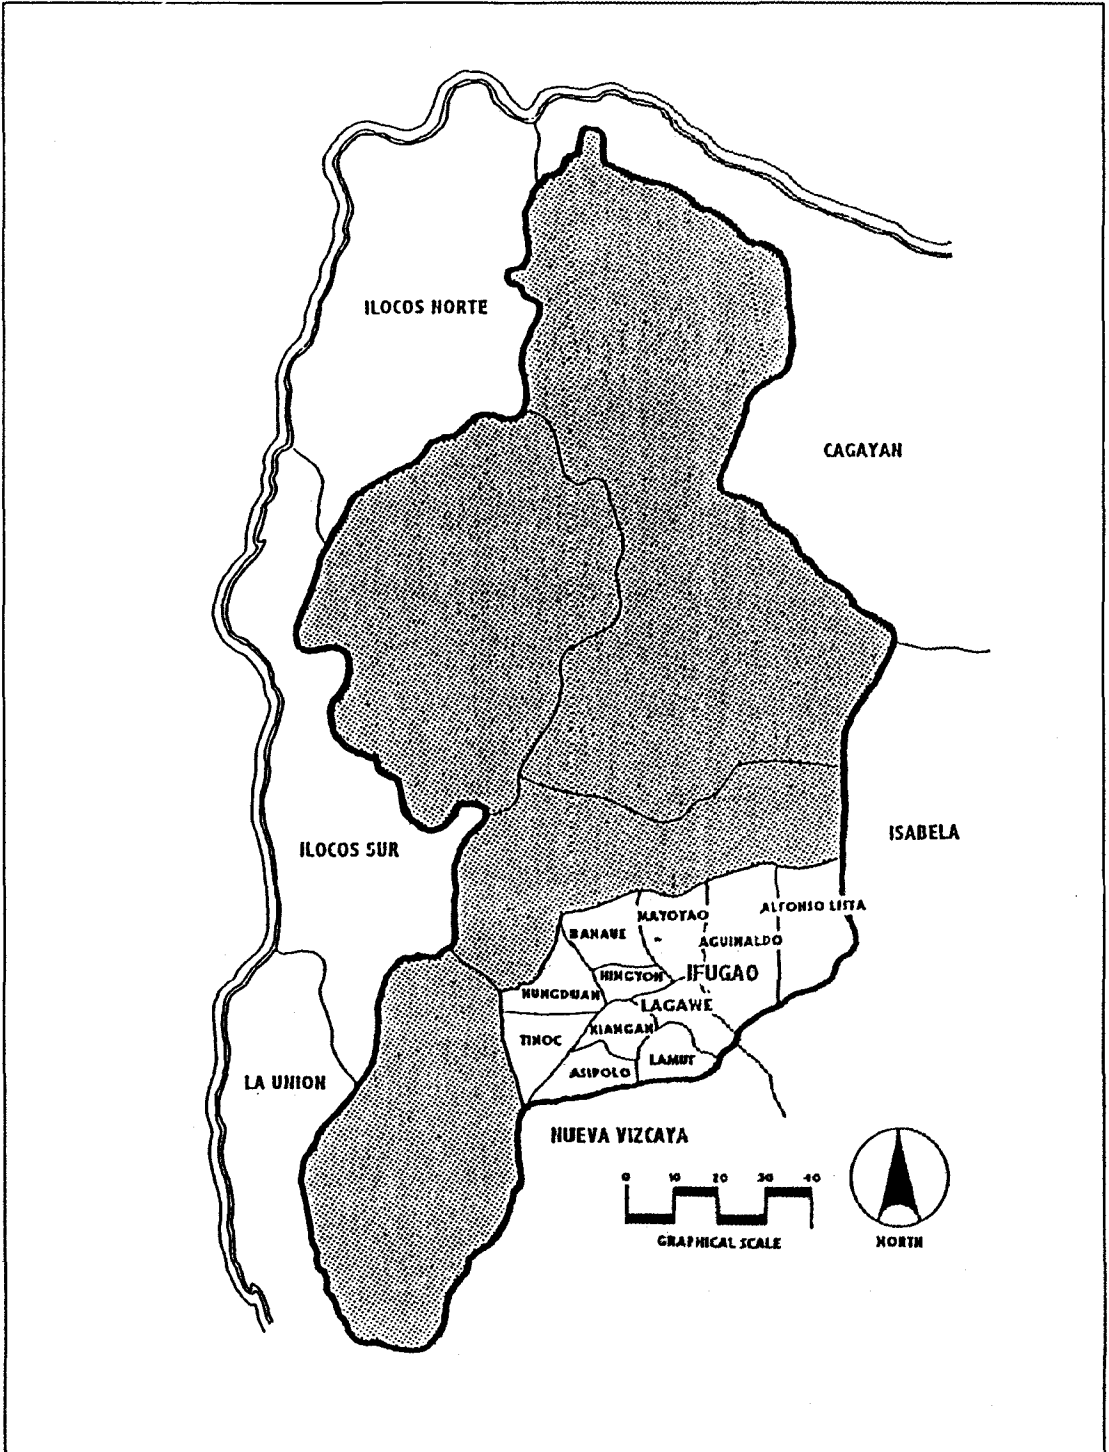 ILOCOS NORTE
CAGAYAN
ISABELA
ILOCOS SUR
ALFONSO LISTA
MAYOYAO
BANAUE
AGUINALDO
IFUGAO
HINGYON
HUNGDUAN
LAGAWE
KIANGAN
TINOC
LAMUT
ASIPOLO
LA UNION
NUEVA VIZCAYA
0 10 20 30 40
GRAPHICAL SCALE
NORTH